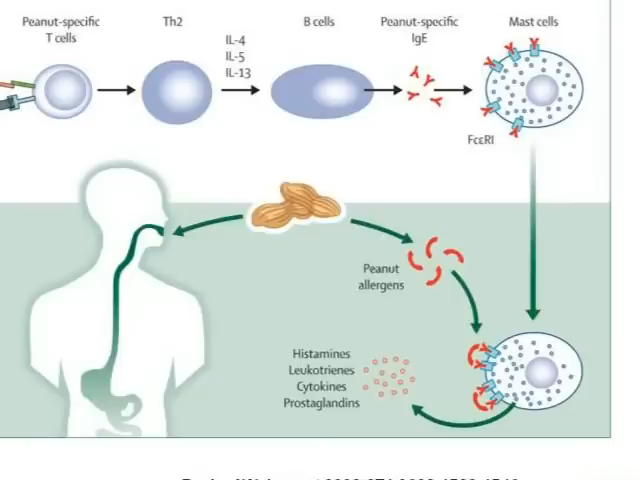 Peanut-specific
T cells
Th2
IL-4
IL-5
IL-13
B cells
Peanut-specific
IgE
Mast cells
FcεRI
Peanut
allergens
Histamines
Leukotrienes
Cytokines
Prostaglandins